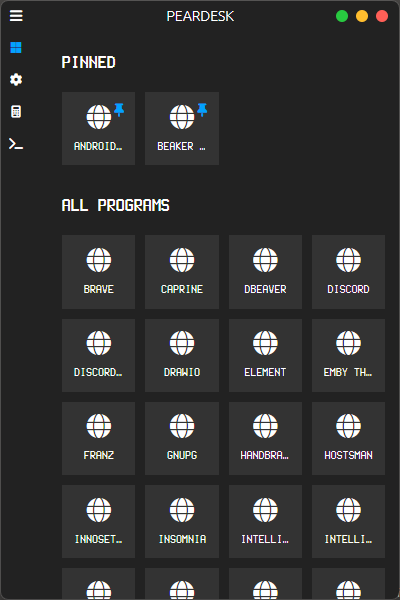 PEARDESK
PINNED
ANDROID…
BEAKER …
ALL PROGRAMS
BRAVE
CAPRINE
DBEAVER
DISCORD
DISCORD…
DRAWIO
ELEMENT
EMBY TH…
FRANZ
GNUPG
HANDBRA…
HOSTSMAN
INNOSET…
INSOMNIA
INTELLI…
INTELLI…